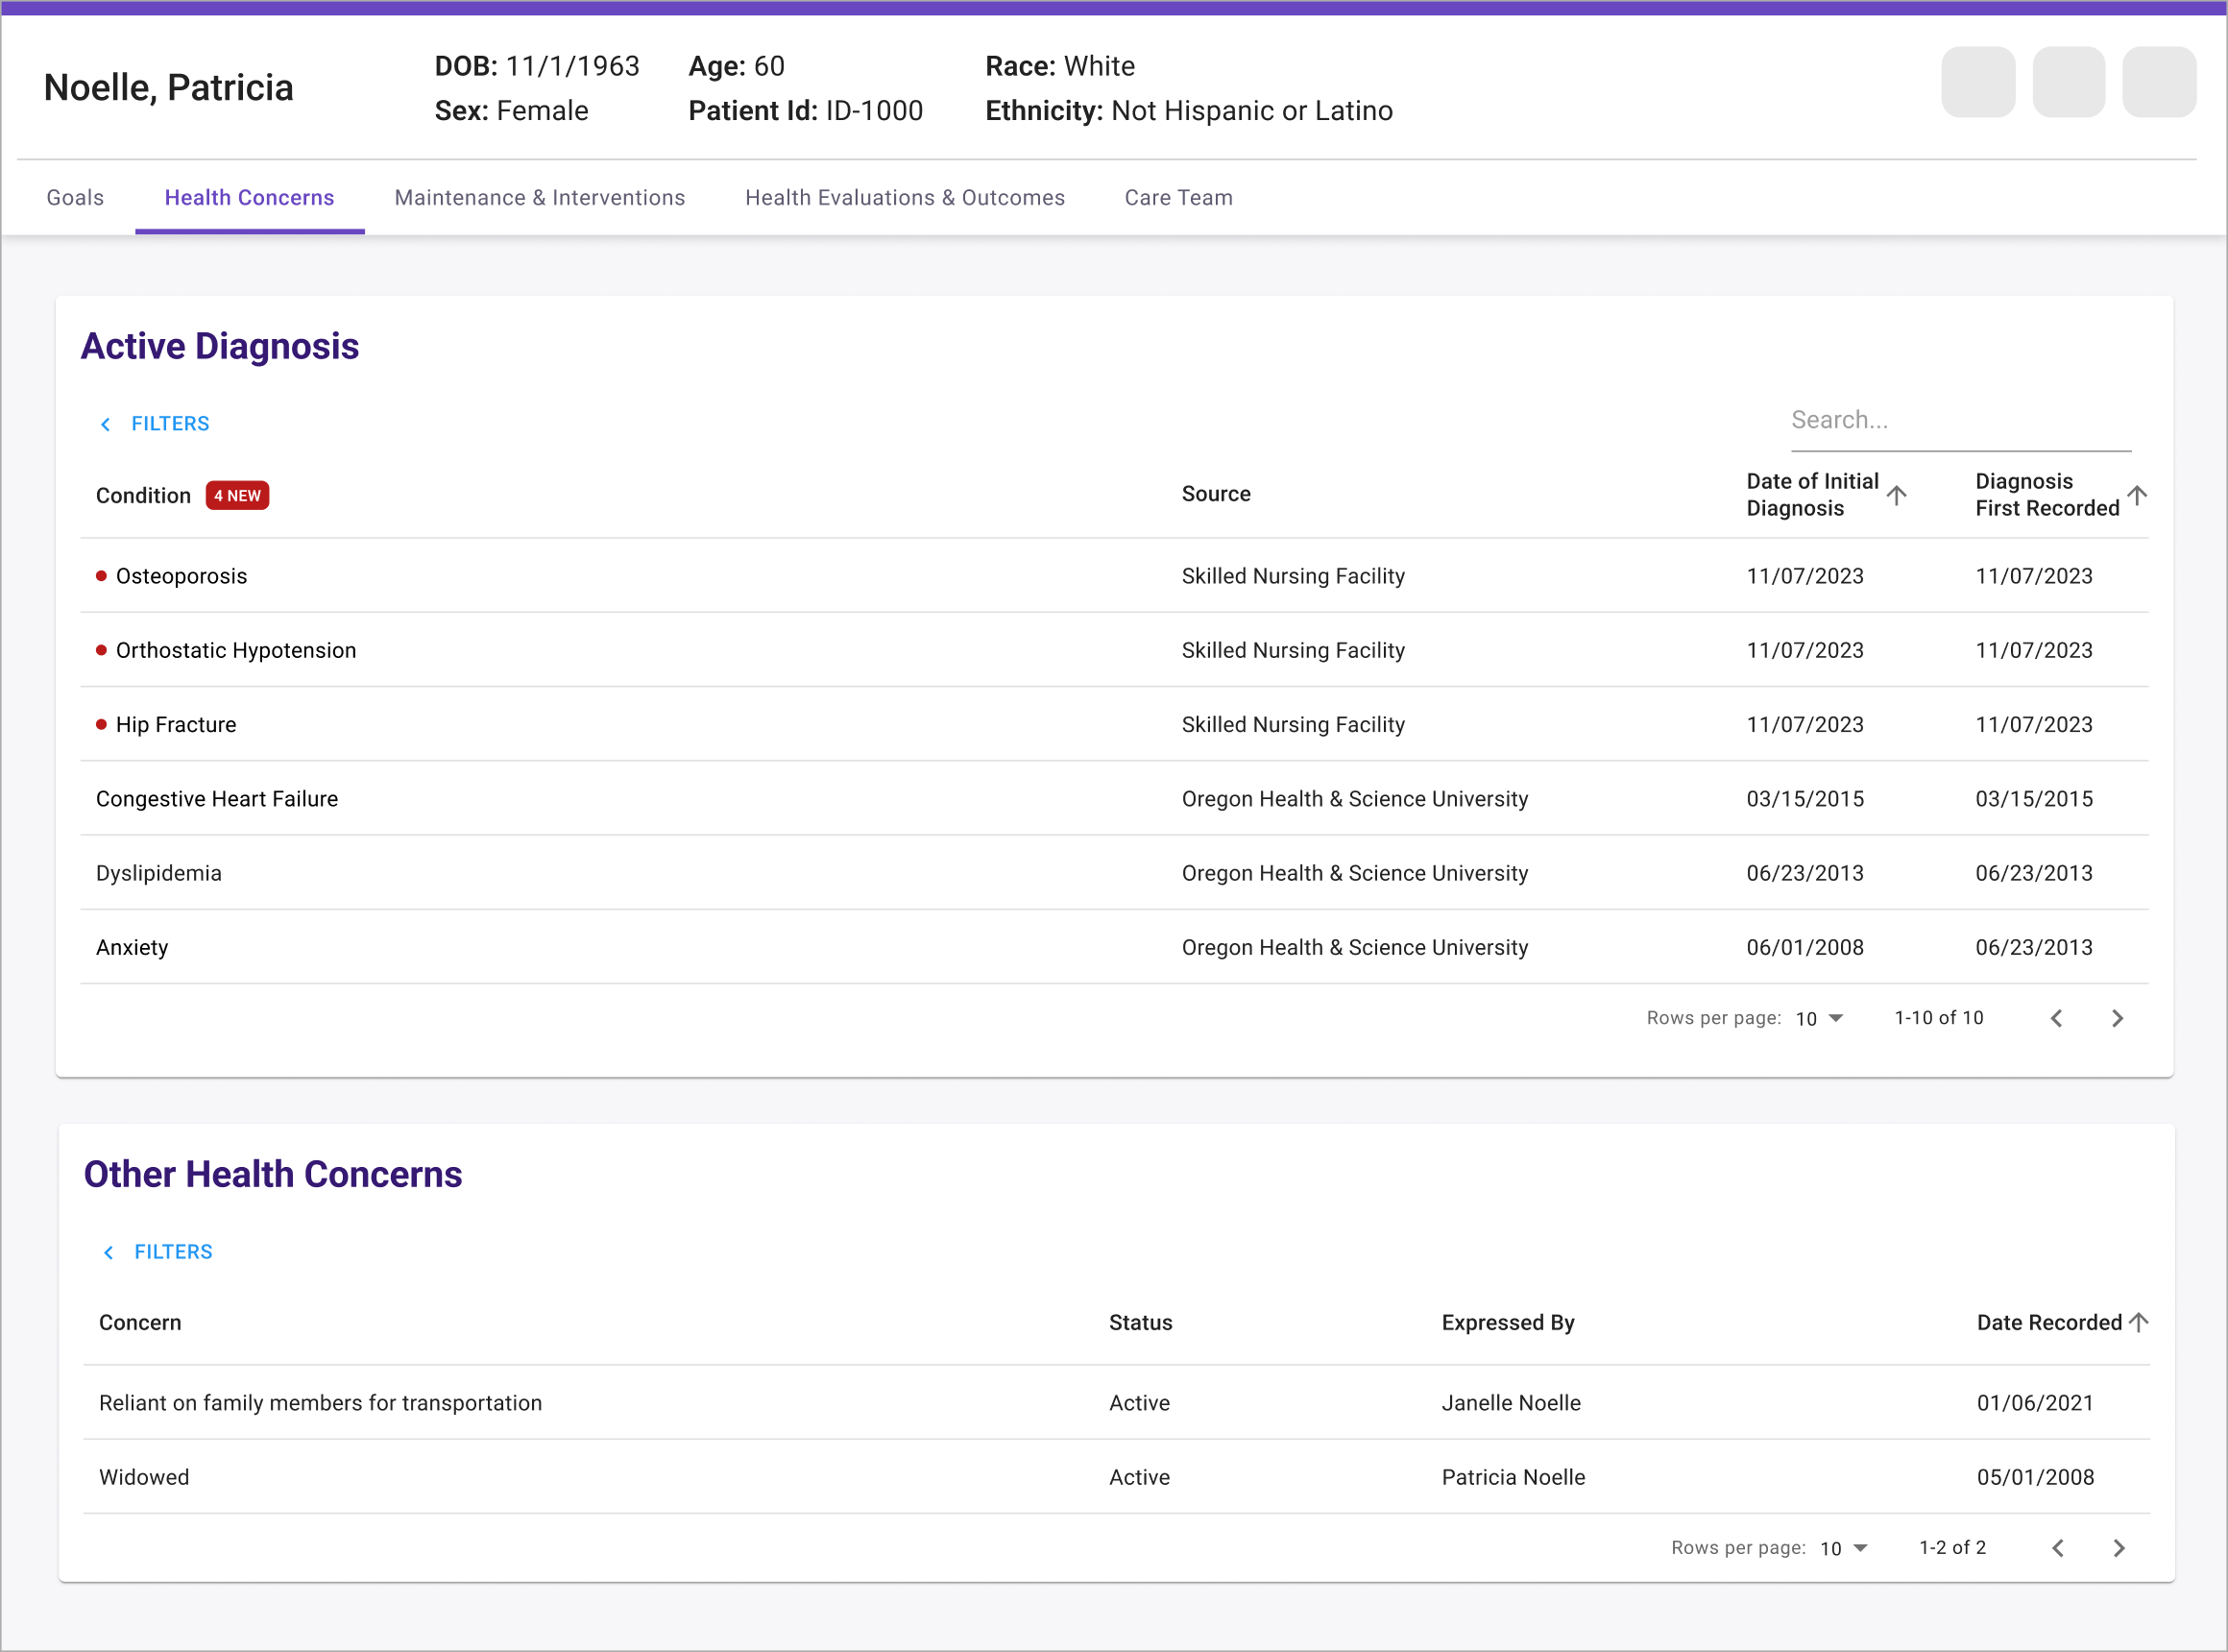 Noelle, Patricia
DOB: 11/1/1963 Age: 60 Race: White
Sex: Female Patient Id: ID-1000 Ethnicity: Not Hispanic or Latino
Goals Health Concerns Maintenance & Interventions Health Evaluations & Outcomes Care Team
Active Diagnosis
FILTERS Search...
Condition 4 NEW Source Date of Initial Diagnosis Diagnosis First Recorded
Osteoporosis Skilled Nursing Facility 11/07/2023 11/07/2023
Orthostatic Hypotension Skilled Nursing Facility 11/07/2023 11/07/2023
Hip Fracture Skilled Nursing Facility 11/07/2023 11/07/2023
Congestive Heart Failure Oregon Health & Science University 03/15/2015 03/15/2015
Dyslipidemia Oregon Health & Science University 06/23/2013 06/23/2013
Anxiety Oregon Health & Science University 06/01/2008 06/23/2013
Rows per page: 10 1-10 of 10
Other Health Concerns
FILTERS
Concern Status Expressed By Date Recorded
Reliant on family members for transportation Active Janelle Noelle 01/06/2021
Widowed Active Patricia Noelle 05/01/2008
Rows per page: 10 1-2 of 2